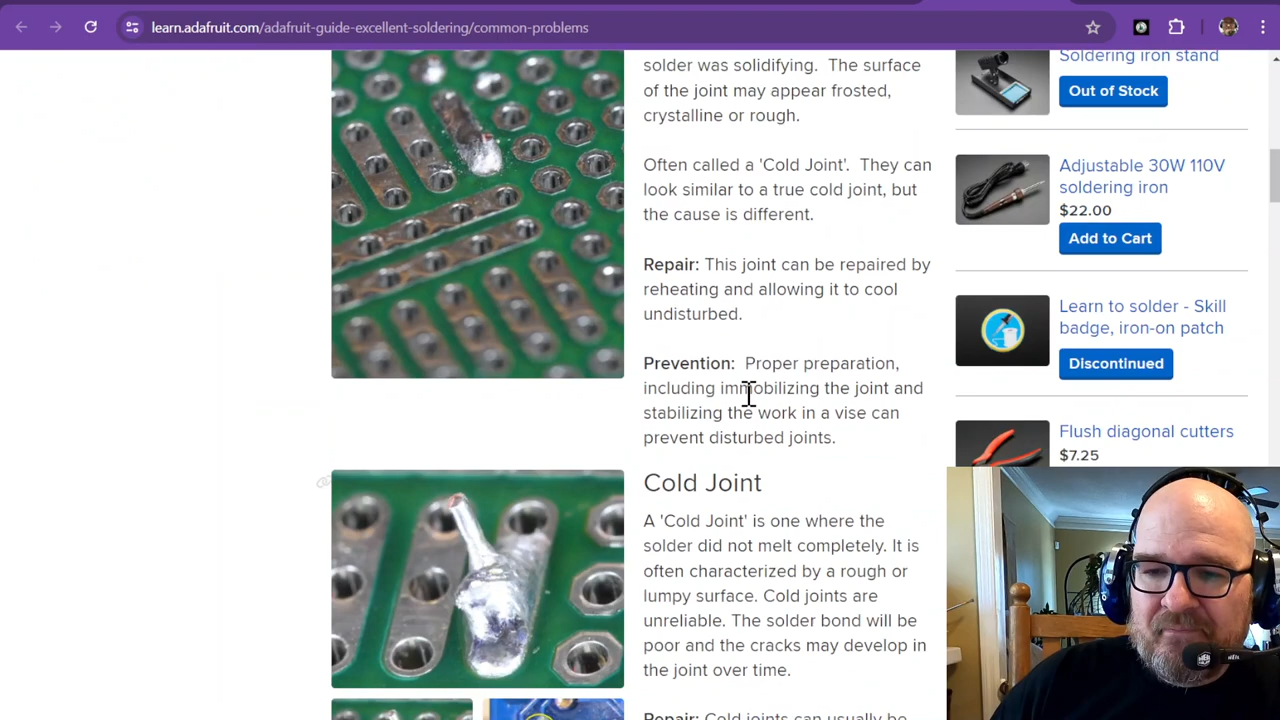 learn.adafruit.com/adafruit-guide-excellent-soldering/common-problems
solder was solidifying. The surface
of the joint may appear frosted,
crystalline or rough.
Often called a 'Cold Joint'. They can
look similar to a true cold joint, but
the cause is different.
Repair: This joint can be repaired by
reheating and allowing it to cool
undisturbed.
Prevention: Proper preparation,
including immobilizing the joint and
stabilizing the work in a vise can
prevent disturbed joints.
Cold Joint
A 'Cold Joint' is one where the
solder did not melt completely. It is
often characterized by a rough or
lumpy surface. Cold joints are
unreliable. The solder bond will be
poor and the cracks may develop in
the joint over time.
Repair: Cold joints can usually be
Soldering iron stand
Out of Stock
Adjustable 30W 110V
soldering iron
$22.00
Add to Cart
Learn to solder - Skill
badge, iron-on patch
Discontinued
Flush diagonal cutters
$7.25